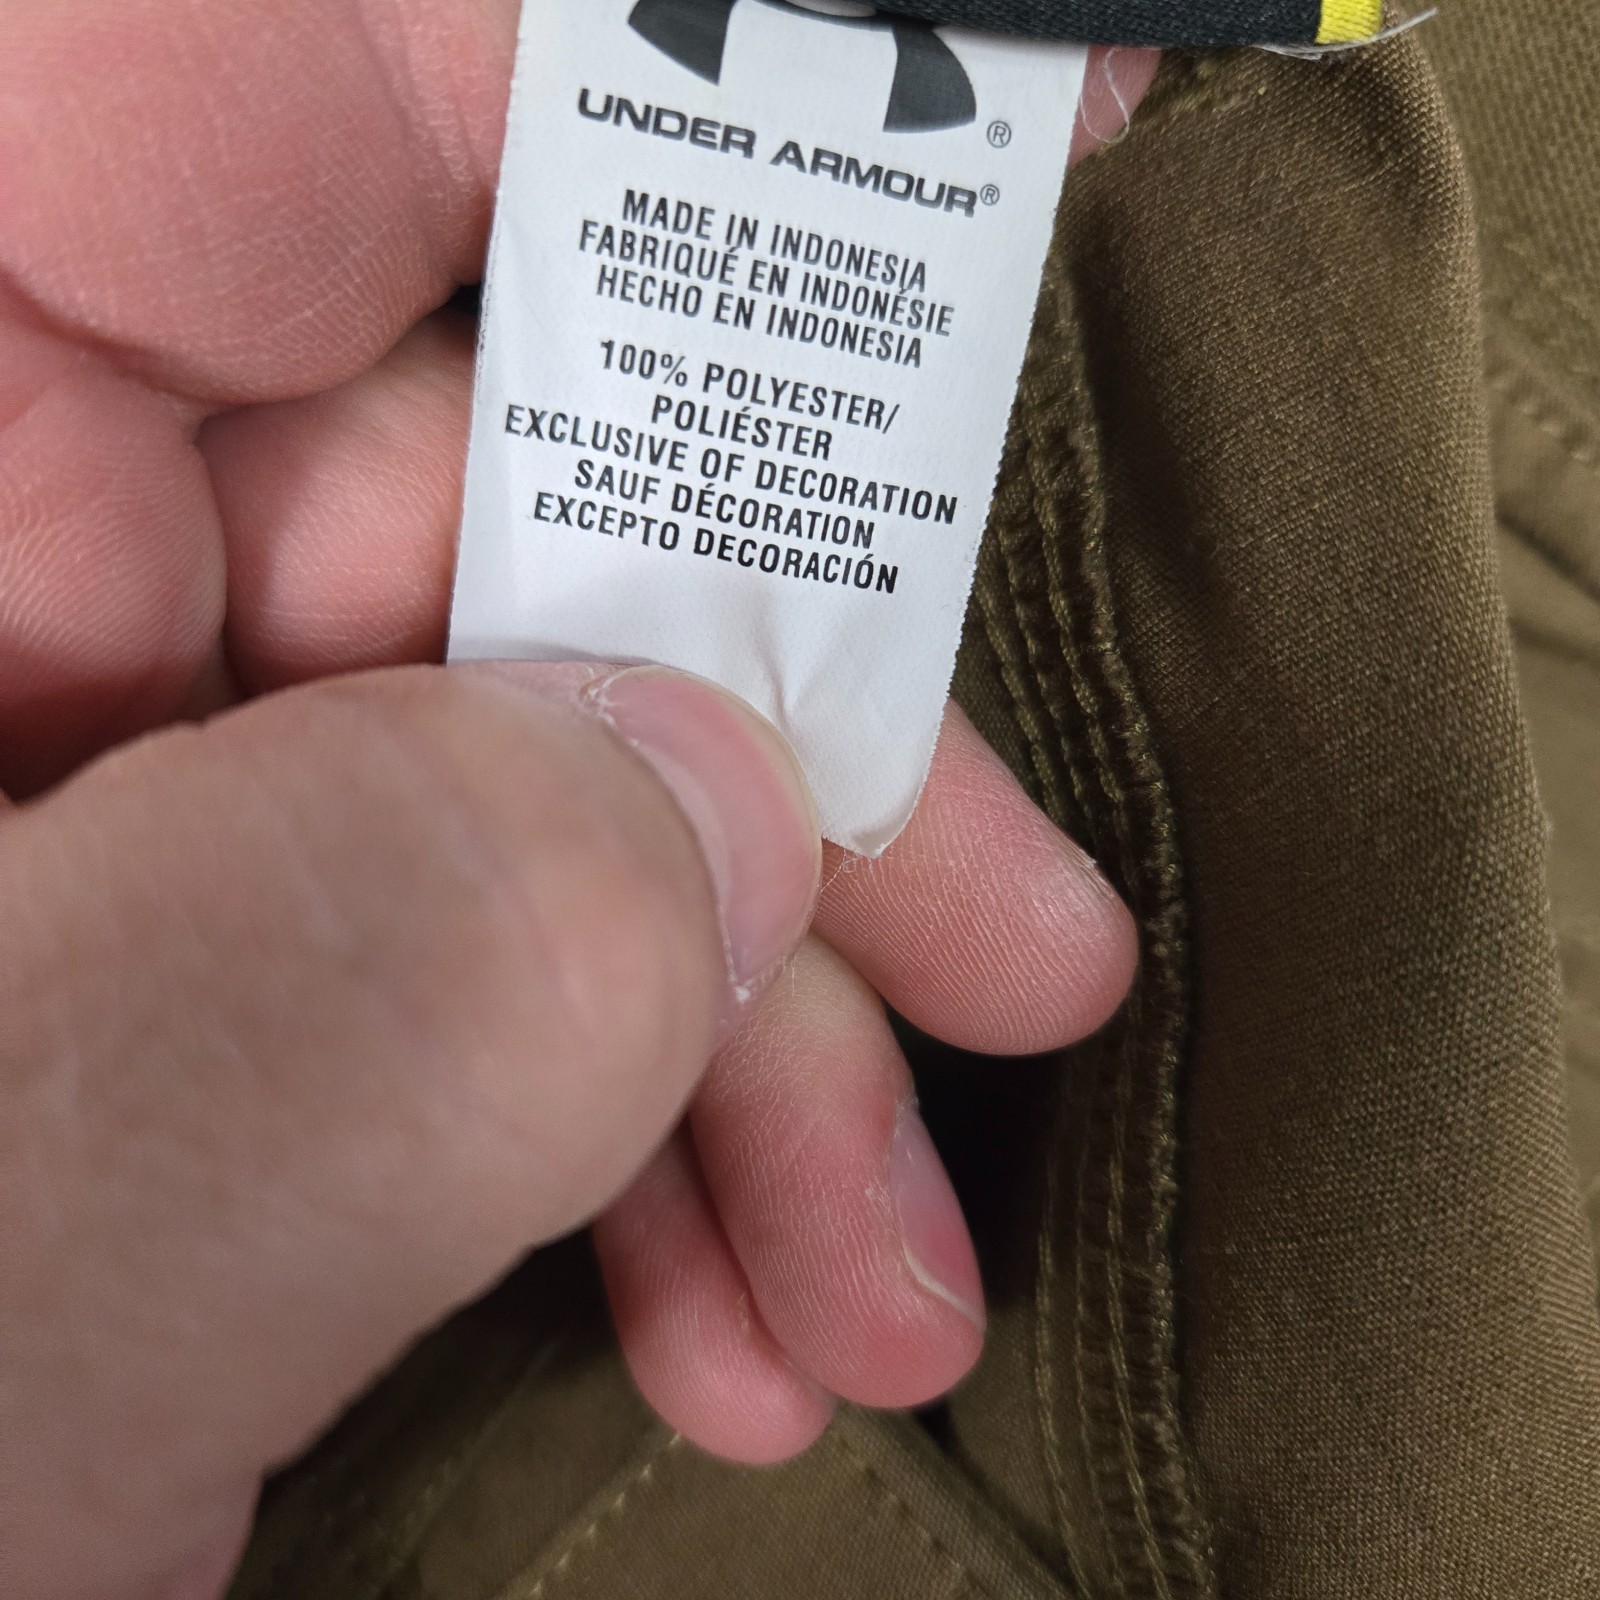 ®
UNDER ARMOUR®
MADE IN INDONESIA
FABRIQUÉ EN INDONÉSIE
HECHO EN INDONESIA
100% POLYESTER/
POLIÉSTER
EXCLUSIVE OF DECORATION
SAUF DÉCORATION
EXCEPTO DECORACIÓN